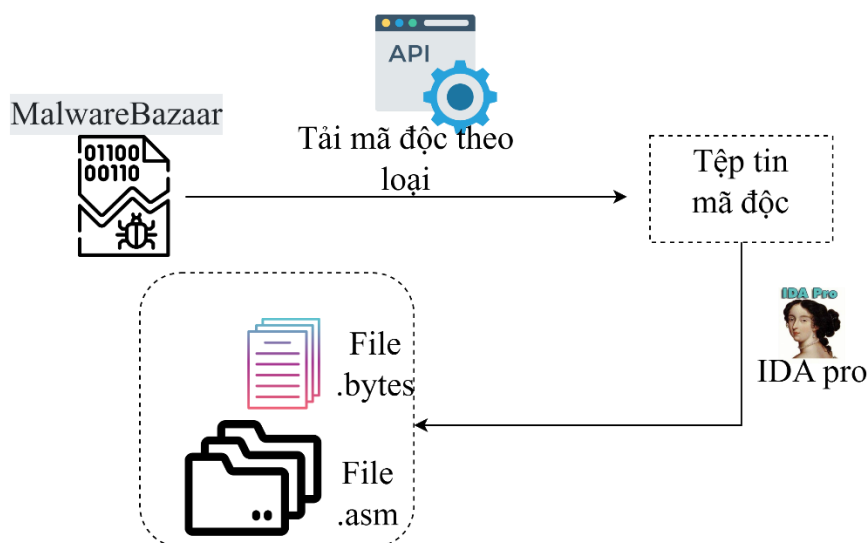 API
MalwareBazaar
01100
00110
Tải mã độc theo
loại
Tệp tin
mã độc
IDA Pro
IDA pro
File
.bytes
File
.asm